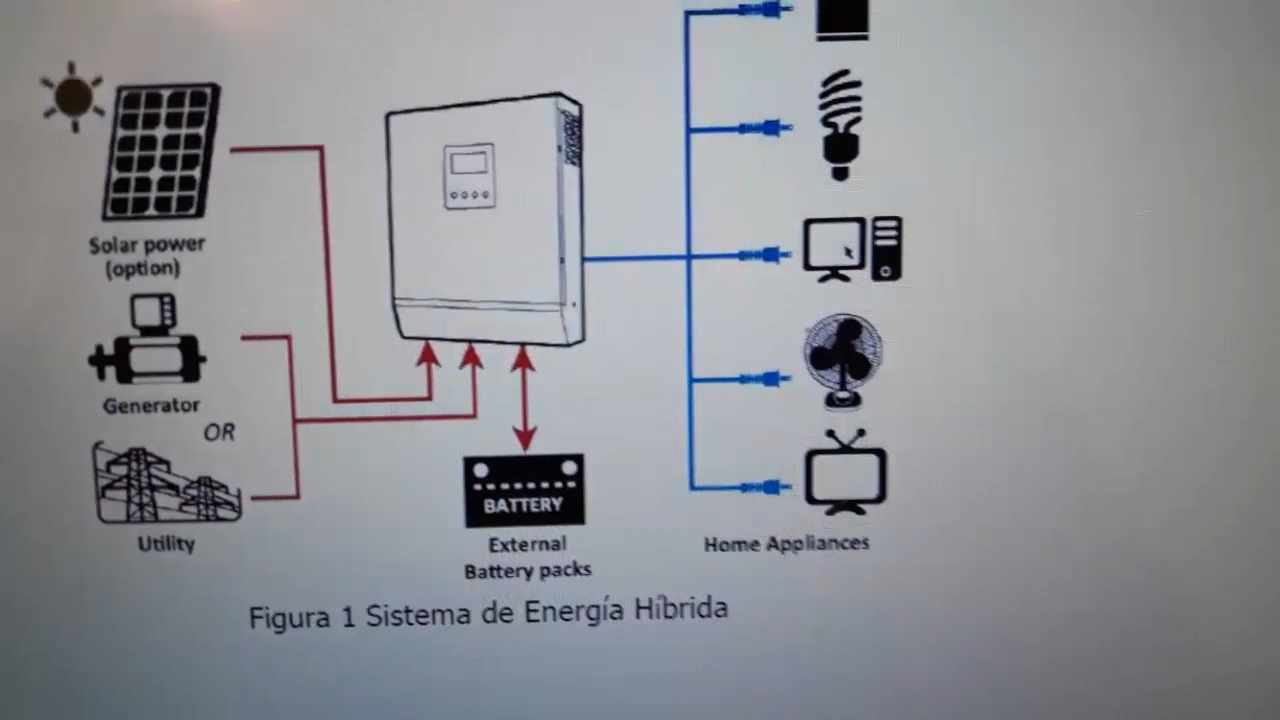 Solar power
(option)
Generator
OR
Utility
BATTERY
External
Battery packs
Home Appliances
Figura 1 Sistema de Energía Híbrida